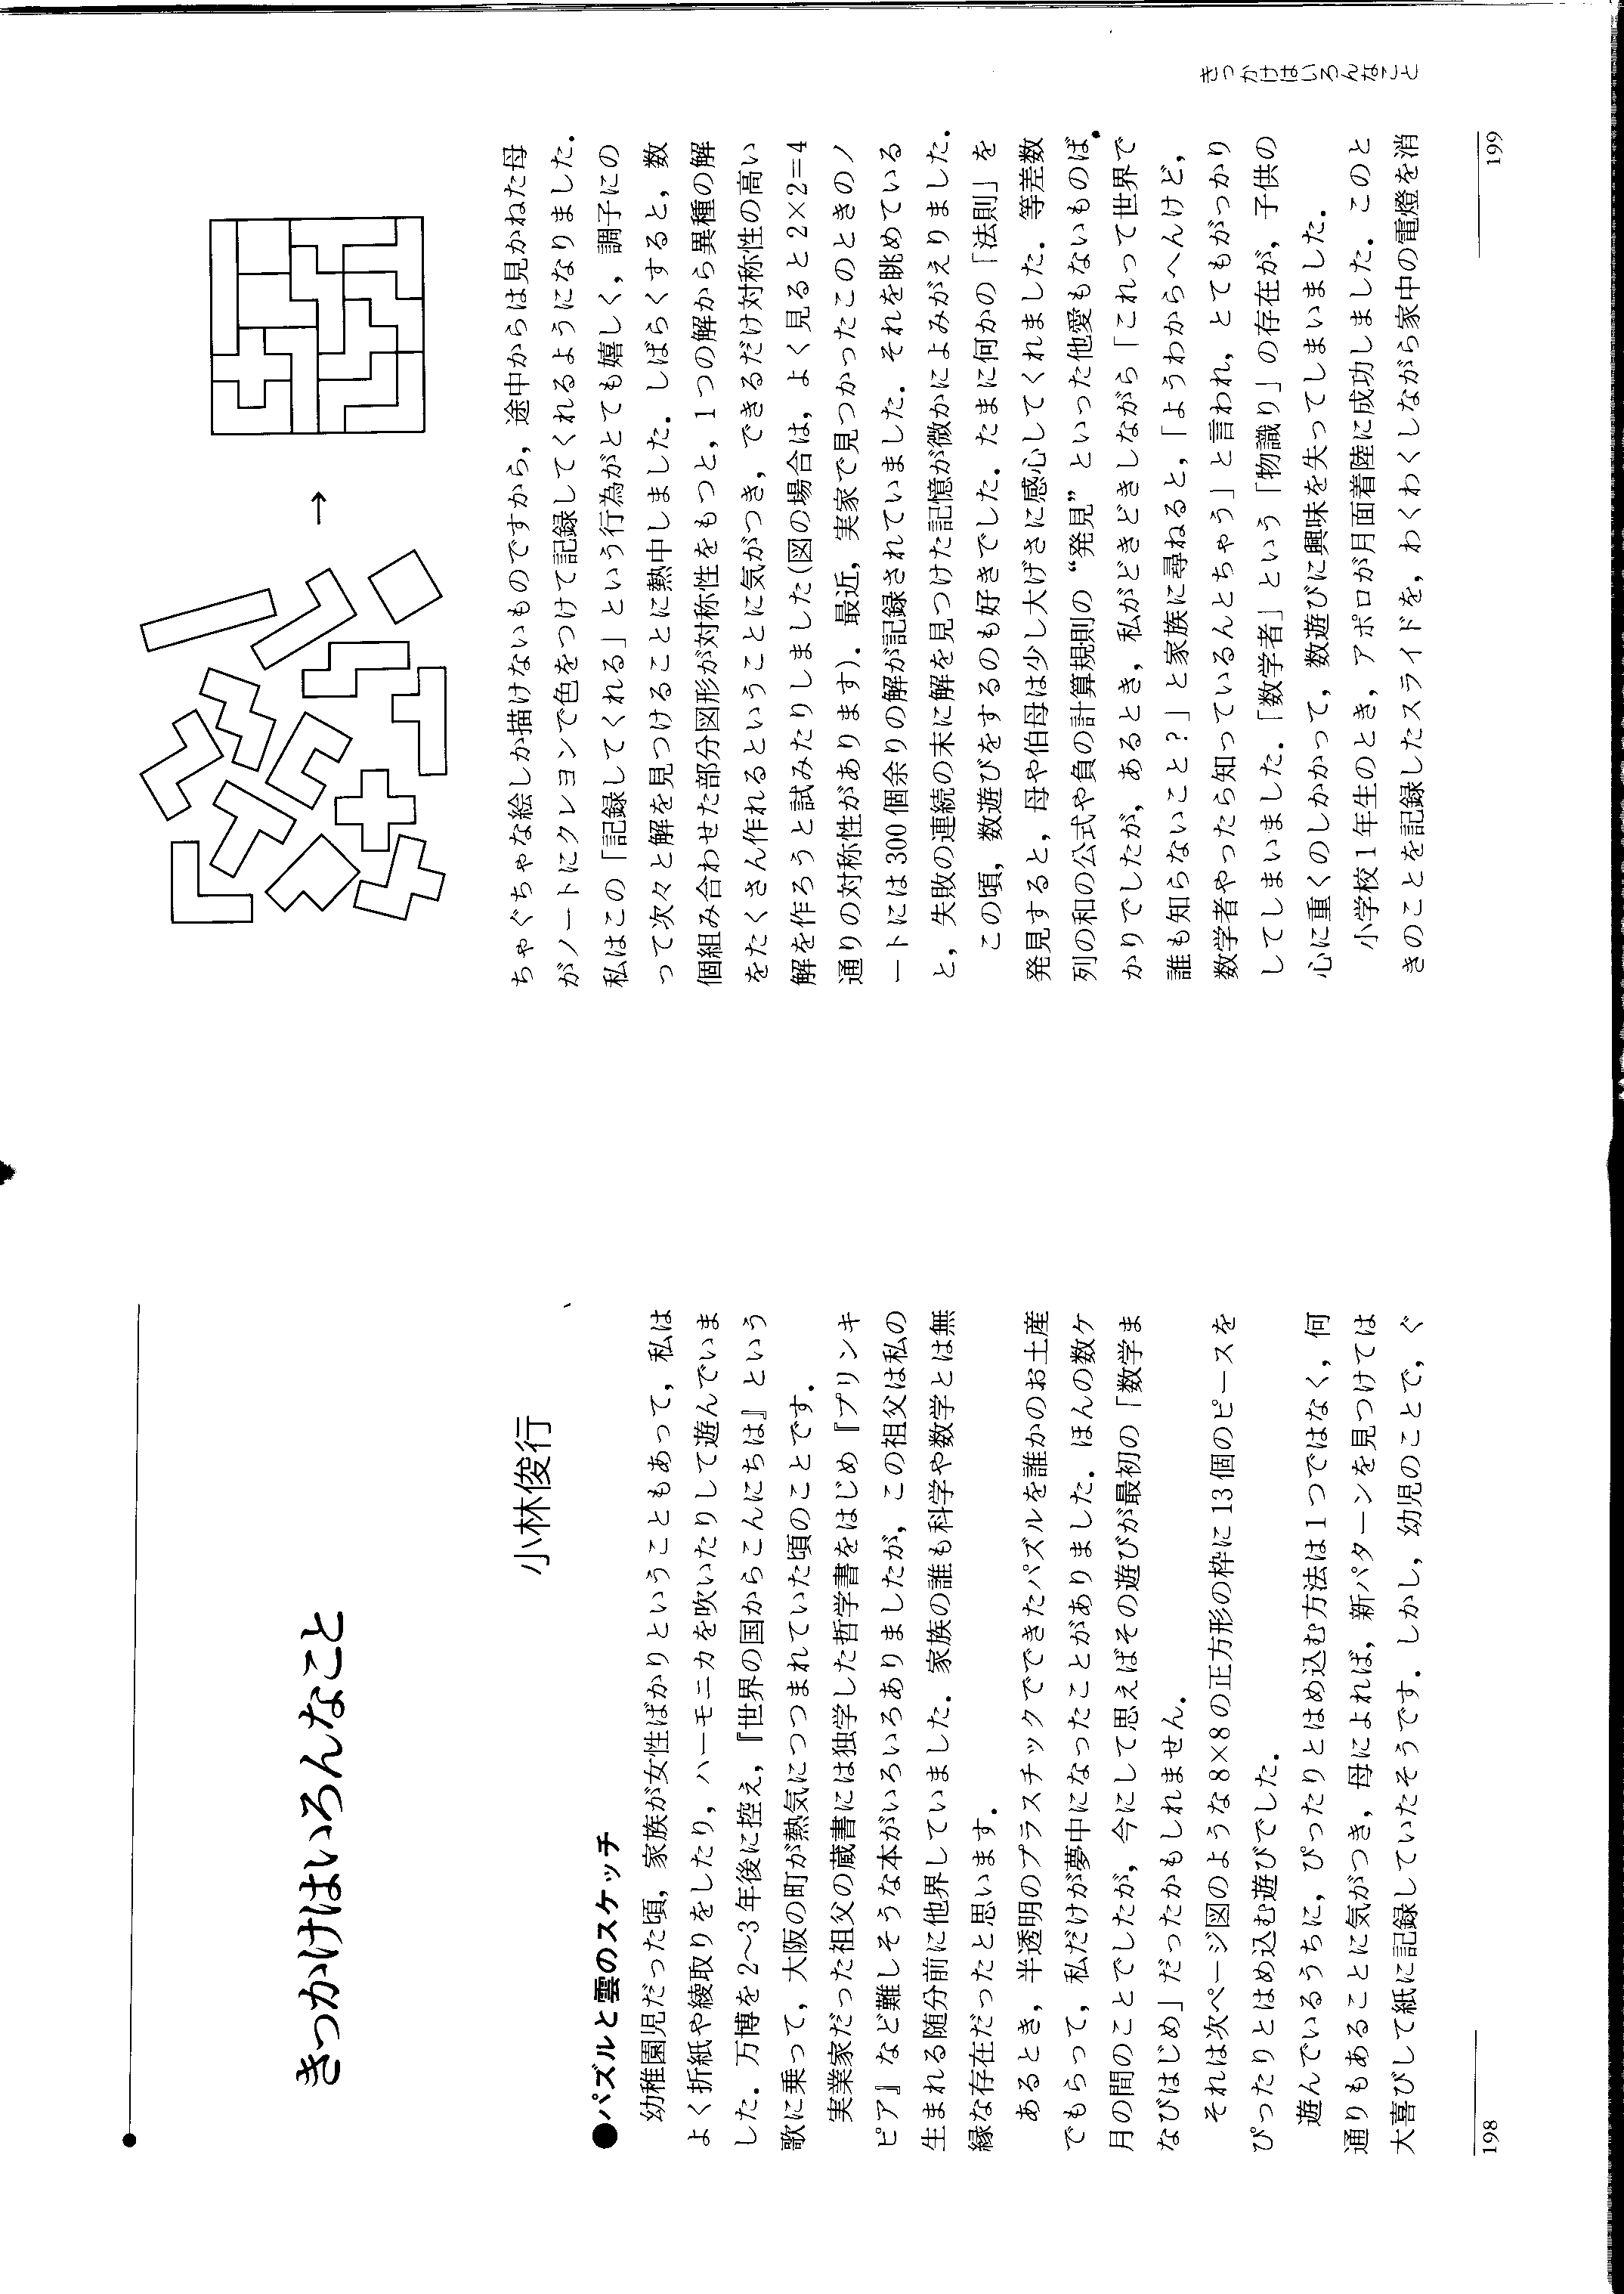 きっかけはいろんなこと
小林俊行
●パズルと雲のスケッチ
幼稚園児だった頃，家族が女性ばかりということもあって，私は
よく折紙や綾取りをしたり，ハーモニカを吹いたりして遊んでいま
した．万博を2〜3年後に控え，『世界の国からこんにちは』という
歌に乗って，大阪の町が熱気につつまれていた頃のことです．
実業家だった祖父の蔵書には独学した哲学書をはじめ『プリンキ
ピア』など難しそうな本がいろいろありましたが，この祖父は私の
生まれる随分前に他界していました．家族の誰も科学や数学とは無
縁な存在だったと思います．
あるとき，半透明のプラスチックでできたパズルを誰かのお土産
でもらって，私だけが夢中になったことがありました．ほんの数ケ
月の間のことでしたが，今にして思えばその遊びが最初の「数学ま
なびはじめ」だったかもしれません．
それは次ページ図のような8×8の正方形の枠に13個のピースを
ぴったりとはめ込む遊びでした．
遊んでいるうちに，ぴったりとはめ込む方法は1つではなく，何
通りもあることに気がつき，母によれば，新パターンを見つけては
大喜びして紙に記録していたそうです．しかし，幼児のことで，ぐ
198
→
ちゃぐちゃな絵しか描けないものですから，途中からは見かねた母
がノートにクレヨンで色をつけて記録してくれるようになりました．
私はこの「記録してくれる」という行為がとても嬉しく，調子にの
って次々と解を見つけることに熱中しました．しばらくすると，数
個組み合わせた部分図形が対称性をもつと，1つの解から異種の解
をたくさん作れるということに気がつき，できるだけ対称性の高い
解を作ろうと試みたりしました(図の場合は，よく見ると2×2=4
通りの対称性があります)．最近，実家で見つかったこのときのノ
ートには300個余りの解が記録されていました．それを眺めている
と，失敗の連続の末に解を見つけた記憶が微かによみがえりました．
この頃，数遊びをするのも好きでした．たまに何かの「法則」を
発見すると，母や伯母は少し大げさに感心してくれました．等差数
列の和の公式や負の計算規則の“発見”といった他愛もないものば
かりでしたが，あるとき，私がどきどきしながら「これって世界で
誰も知らないこと？」と家族に尋ねると，「ようわからへんけど，
数学者やったら知っているんとちゃう」と言われ，とてもがっかり
してしまいました．「数学者」という「物識り」の存在が，子供の
心に重くのしかかって，数遊びに興味を失ってしまいました．
小学校1年生のとき，アポロが月面着陸に成功しました．このと
きのことを記録したスライドを，わくわくしながら家中の電燈を消
きっかけはいろんなこと
199